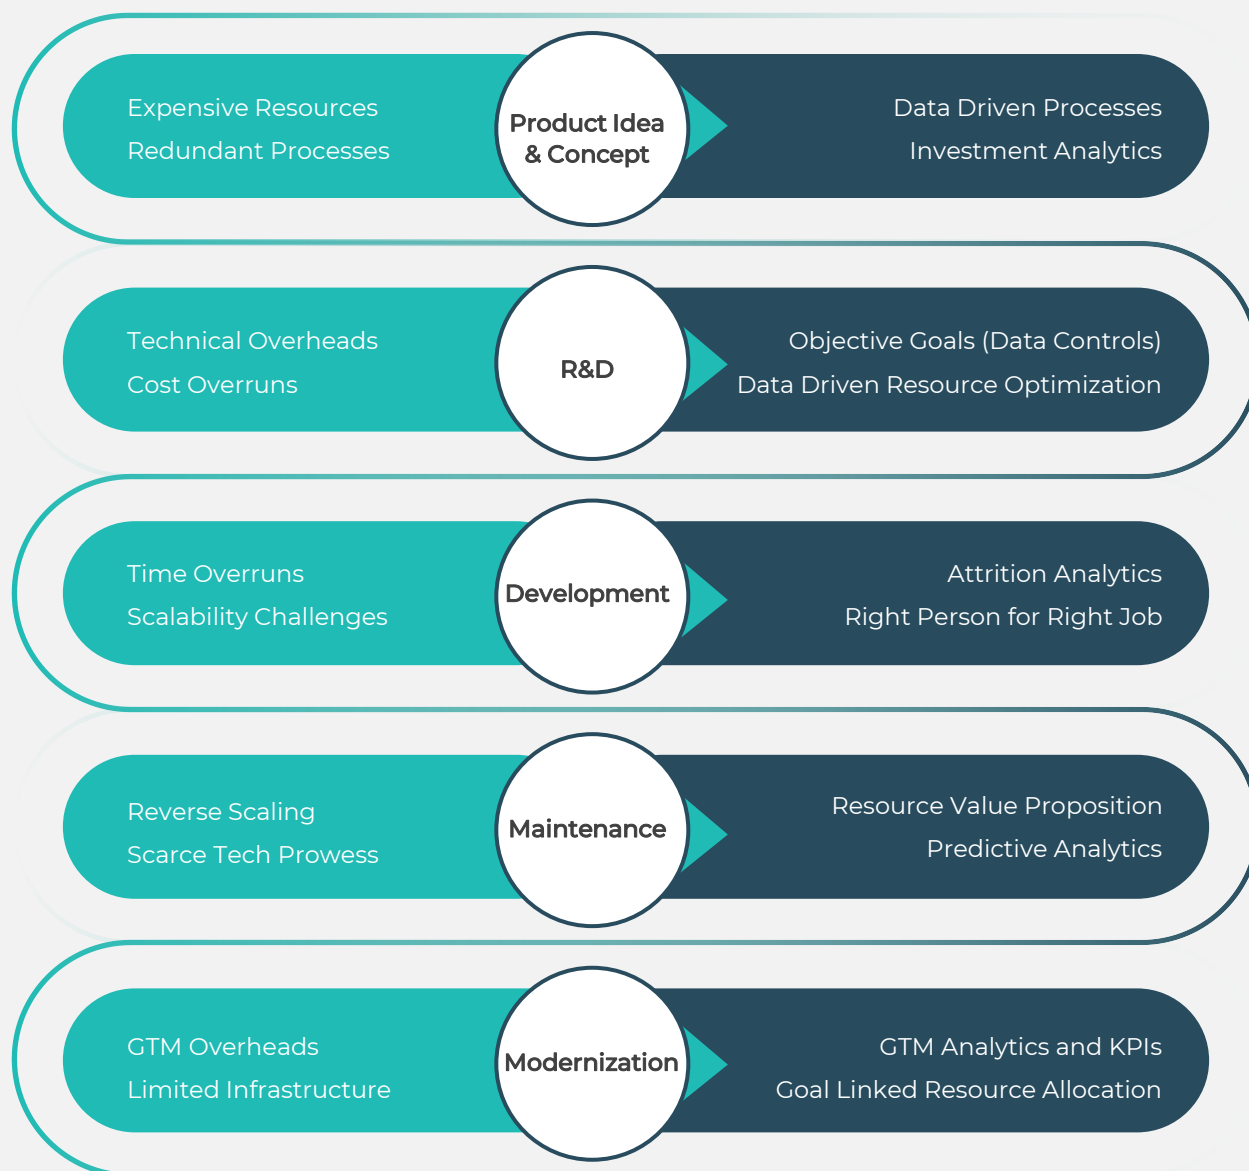 Expensive Resources
Redundant Processes
Product Idea
& Concept
Data Driven Processes
Investment Analytics
Technical Overheads
Cost Overruns
R&D
Objective Goals (Data Controls)
Data Driven Resource Optimization
Time Overruns
Scalability Challenges
Development
Attrition Analytics
Right Person for Right Job
Reverse Scaling
Scarce Tech Prowess
Maintenance
Resource Value Proposition
Predictive Analytics
GTM Overheads
Limited Infrastructure
Modernization
GTM Analytics and KPIs
Goal Linked Resource Allocation